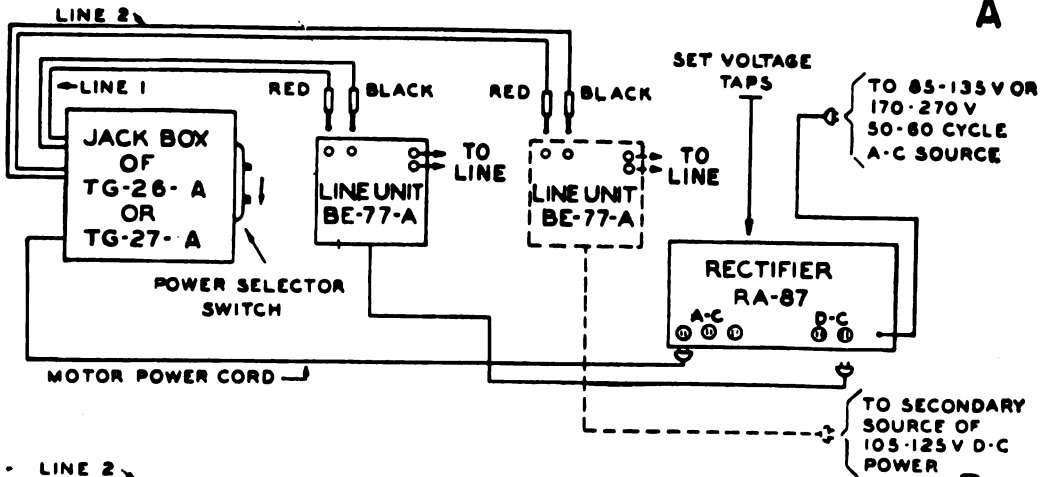 A
LINE 2
SET VOLTAGE
TAPS
LINE 1
RED
BLACK
RED
BLACK
TO 85-135 V OR
170-270 V
50-60 CYCLE
A-C SOURCE
JACK BOX
OF
TG-26-A
OR
TG-27-A
TO
LINE
LINE UNIT
BE-77-A
TO
LINE
LINE UNIT
BE-77-A
POWER SELECTOR
SWITCH
RECTIFIER
RA-87
A-C
D-C
MOTOR POWER CORD
TO SECONDARY
SOURCE OF
105-125 V D-C
POWER
LINE 2